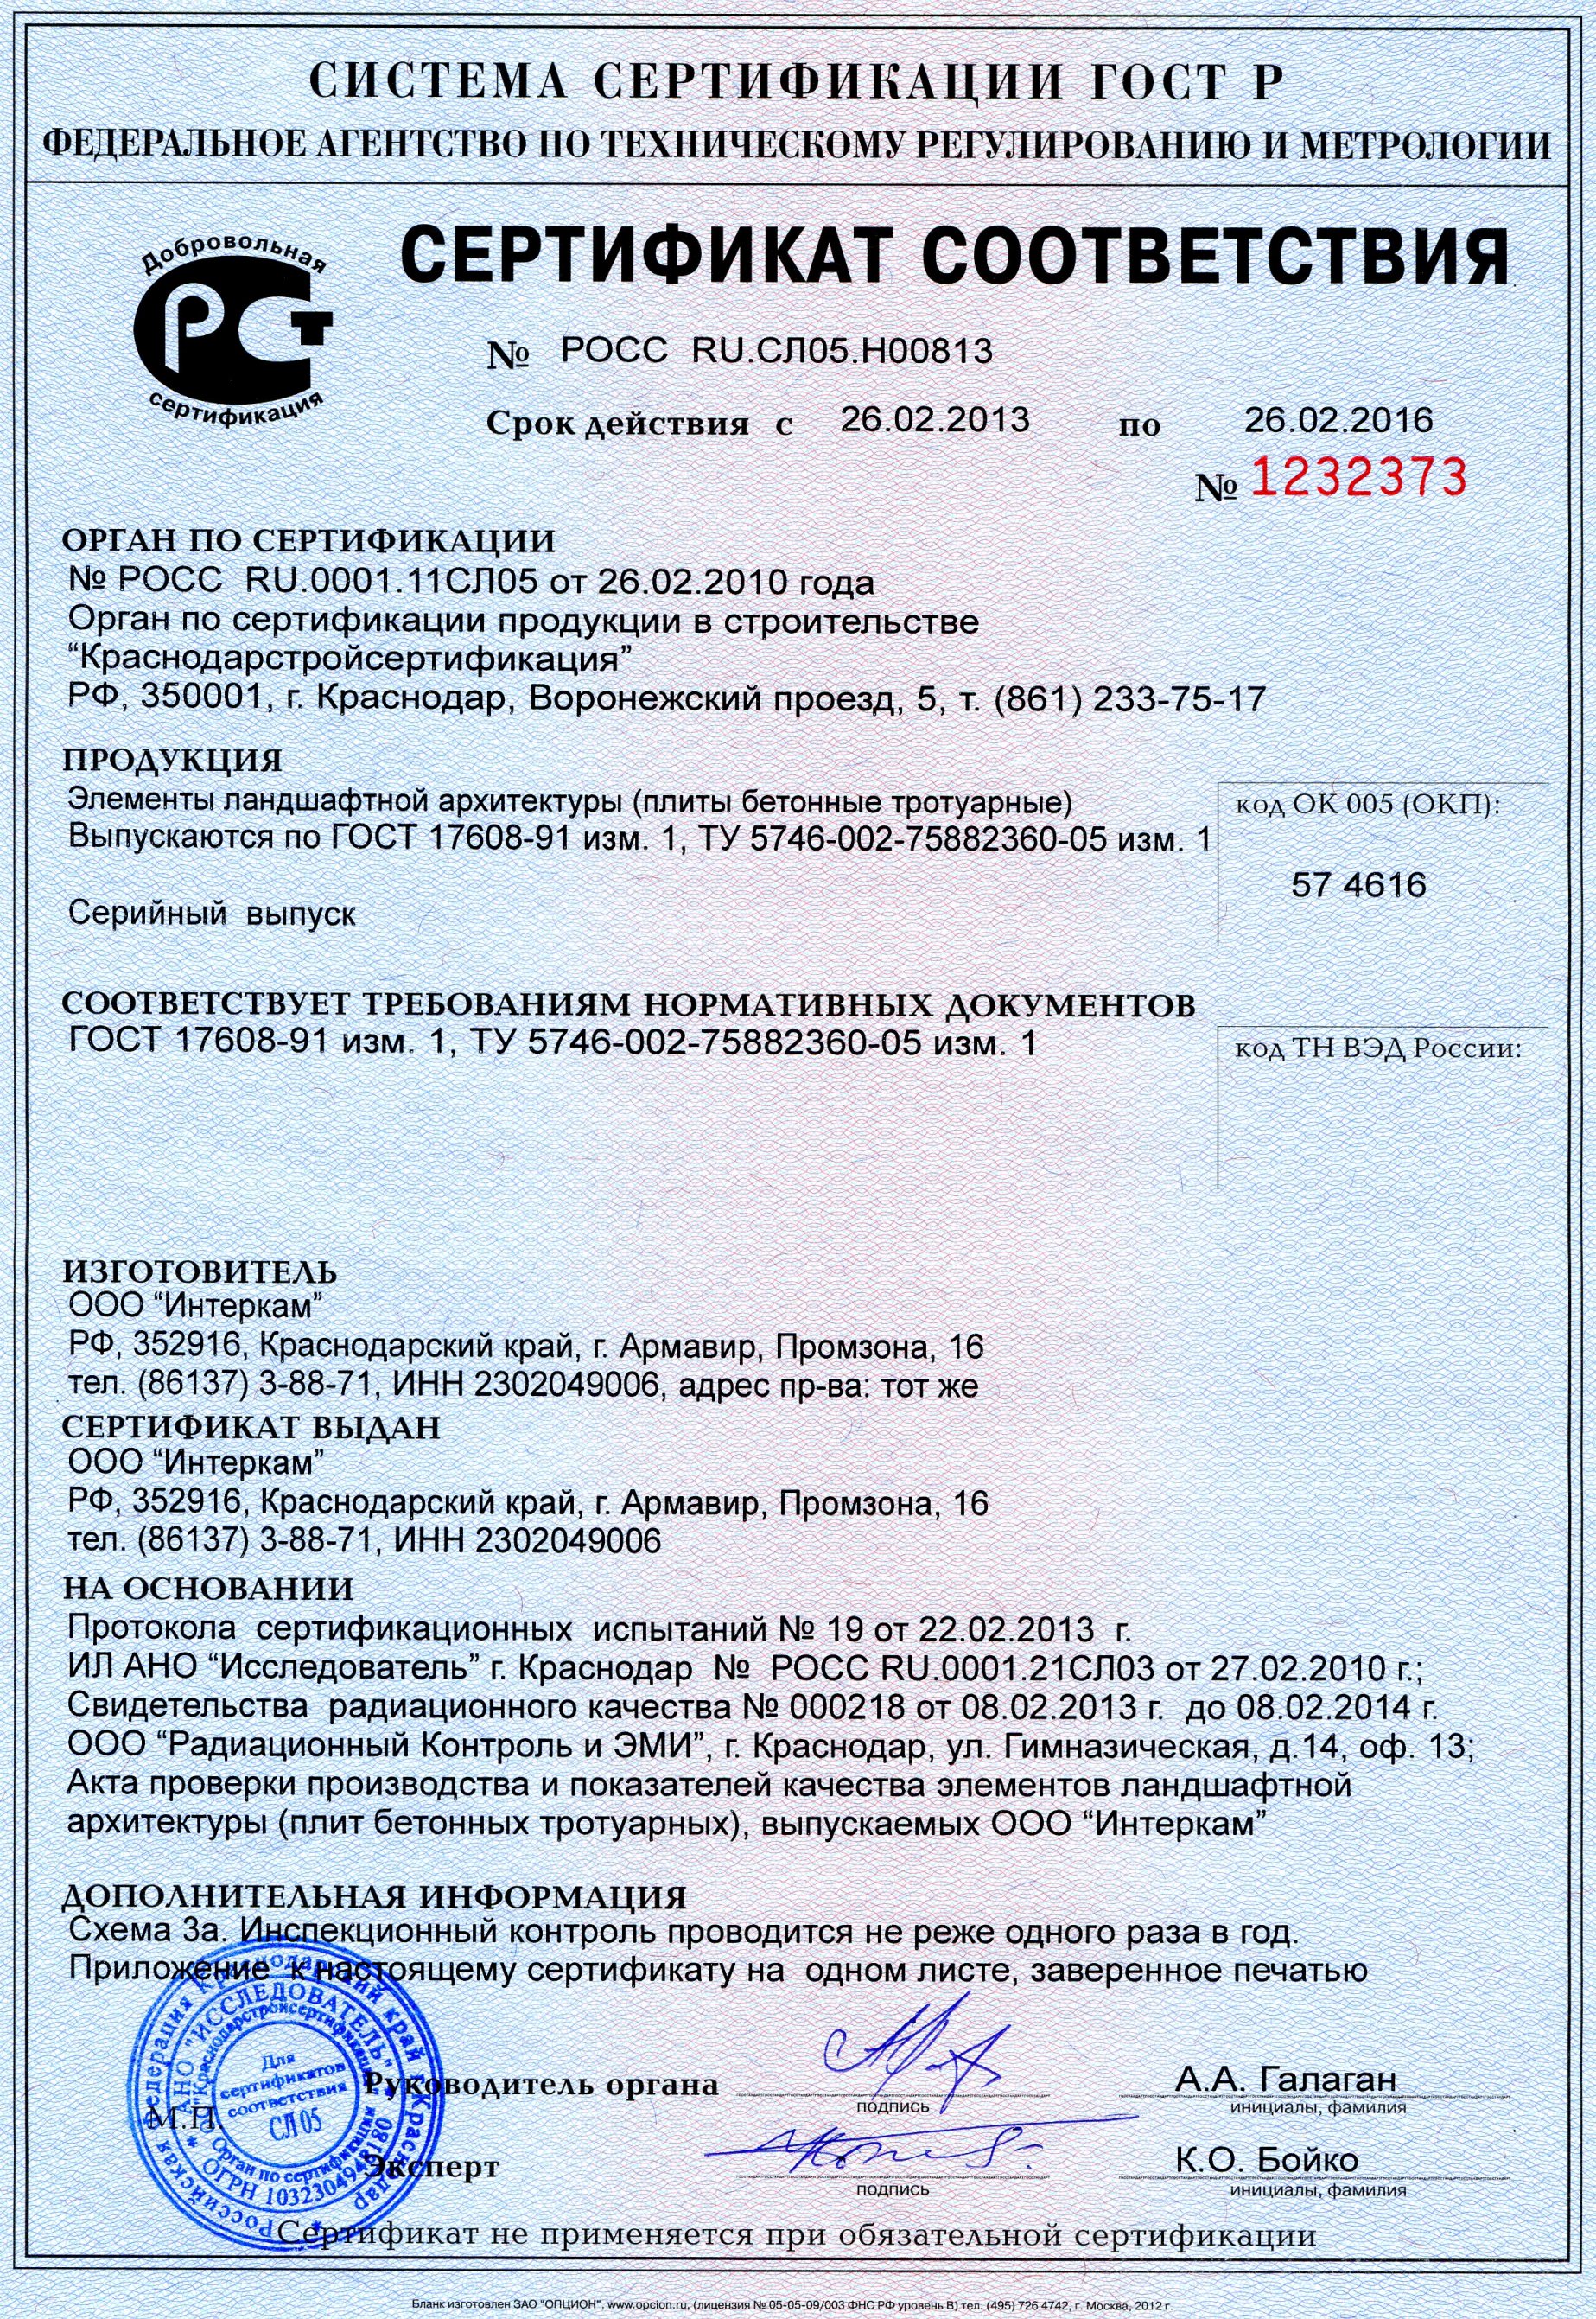 СИСТЕМА СЕРТИФИКАЦИИ ГОСТ Р
ФЕДЕРАЛЬНОЕ АГЕНТСТВО ПО ТЕХНИЧЕСКОМУ РЕГУЛИРОВАНИЮ И МЕТРОЛОГИИ
Добровольная
РСТ
сертификация
СЕРТИФИКАТ СООТВЕТСТВИЯ
№ РОСС RU.СЛ05.Н00813
Срок действия с 26.02.2013 по 26.02.2016
№ 1232373
ОРГАН ПО СЕРТИФИКАЦИИ
№ РОСС RU.0001.11СЛ05 от 26.02.2010 года
Орган по сертификации продукции в строительстве
“Краснодарстройсертификация”
РФ, 350001, г. Краснодар, Воронежский проезд, 5, т. (861) 233-75-17
ПРОДУКЦИЯ
Элементы ландшафтной архитектуры (плиты бетонные тротуарные)
Выпускаются по ГОСТ 17608-91 изм. 1, ТУ 5746-002-75882360-05 изм. 1
Серийный выпуск
код ОК 005 (ОКП):
57 4616
СООТВЕТСТВУЕТ ТРЕБОВАНИЯМ НОРМАТИВНЫХ ДОКУМЕНТОВ
ГОСТ 17608-91 изм. 1, ТУ 5746-002-75882360-05 изм. 1
код ТН ВЭД России:
ИЗГОТОВИТЕЛЬ
ООО “Интеркам”
РФ, 352916, Краснодарский край, г. Армавир, Промзона, 16
тел. (86137) 3-88-71, ИНН 2302049006, адрес пр-ва: тот же
СЕРТИФИКАТ ВЫДАН
ООО “Интеркам”
РФ, 352916, Краснодарский край, г. Армавир, Промзона, 16
тел. (86137) 3-88-71, ИНН 2302049006
НА ОСНОВАНИИ
Протокола сертификационных испытаний № 19 от 22.02.2013 г.
ИЛ АНО “Исследователь” г. Краснодар № РОСС RU.0001.21СЛ03 от 27.02.2010 г.;
Свидетельства радиационного качества № 000218 от 08.02.2013 г. до 08.02.2014 г.
ООО “Радиационный Контроль и ЭМИ”, г. Краснодар, ул. Гимназическая, д.14, оф. 13;
Акта проверки производства и показателей качества элементов ландшафтной
архитектуры (плит бетонных тротуарных), выпускаемых ООО “Интеркам”
ДОПОЛНИТЕЛЬНАЯ ИНФОРМАЦИЯ
Схема 3а. Инспекционный контроль проводится не реже одного раза в год.
Приложение к настоящему сертификату на одном листе, заверенное печатью
Российская Федерация Краснодарский край г.Краснодар
АНО "ИССЛЕДОВАТЕЛЬ"
ОГРН 1032304948180
Орган по сертификации
"Краснодарстройсертификация"
Для
сертификатов
соответствия
СЛ 05
М.П.
Руководитель органа
подпись
А.А. Галаган
инициалы, фамилия
Эксперт
подпись
К.О. Бойко
инициалы, фамилия
Сертификат не применяется при обязательной сертификации
Бланк изготовлен ЗАО "ОПЦИОН", www.opcion.ru, (лицензия № 05-05-09/003 ФНС РФ уровень В) тел. (495) 726 4742, г. Москва, 2012 г.